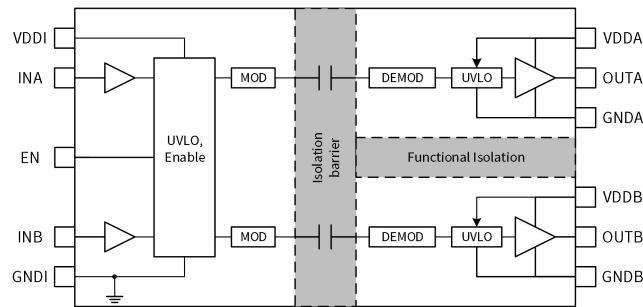 VDDI
INA
EN
INB
GNDI
UVLO,
Enable
MOD
MOD
Isolation
barrier
DEMOD
UVLO
Functional Isolation
DEMOD
UVLO
VDDA
OUTA
GNDA
VDDB
OUTB
GNDB